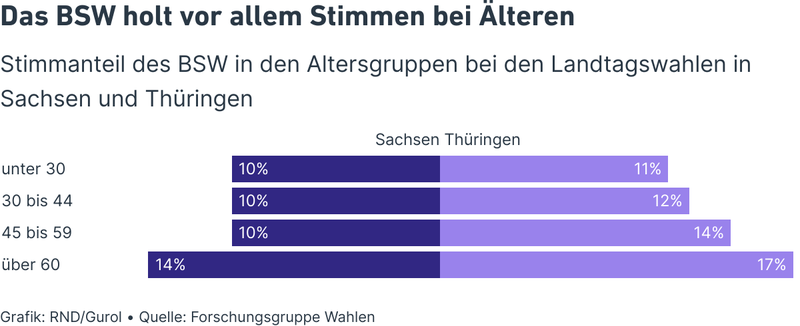 Das BSW holt vor allem Stimmen bei Älteren
Stimmanteil des BSW in den Altersgruppen bei den Landtagswahlen in
Sachsen und Thüringen
Sachsen Thüringen
unter 30 10% 11%
30 bis 44 10% 12%
45 bis 59 10% 14%
über 60 14% 17%
Grafik: RND/Gurol • Quelle: Forschungsgruppe Wahlen